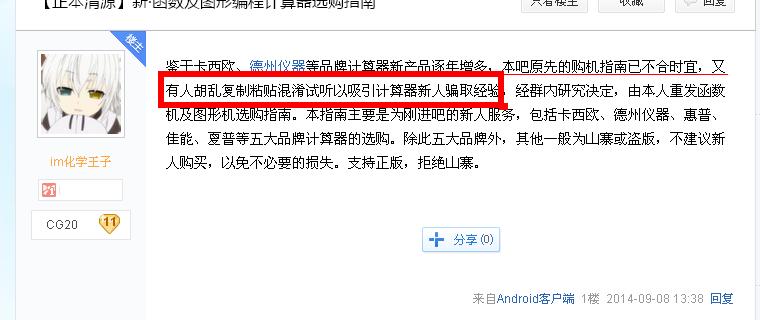 【正本清源】新·函数及图形编程计算器选购指南
只看楼主
收藏
回复
楼主
鉴于卡西欧、德州仪器等品牌计算器新产品逐年增多，本吧原先的购机指南已不合时宜，又
有人胡乱复制粘贴混淆试听以吸引计算器新人骗取经验，经群内研究决定，由本人重发函数
机及图形机选购指南。本指南主要是为刚进吧的新人服务，包括卡西欧、德州仪器、惠普、
佳能、夏普等五大品牌计算器的选购。除此五大品牌外，其他一般为山寨或盗版，不建议新
人购买，以免不必要的损失。支持正版，拒绝山寨。
im化学王子
CG20 11
分享(0)
来自Android客户端 1楼 2014-09-08 13:38 回复